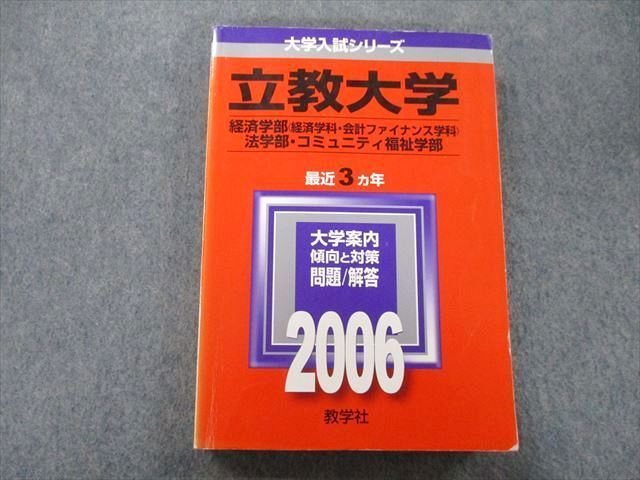 大学入試シリーズ
立教大学
経済学部(経済学科・会計ファイナンス学科)
法学部・コミュニティ福祉学部
最近3カ年
大学案内
傾向と対策
問題/解答
2006
教学社